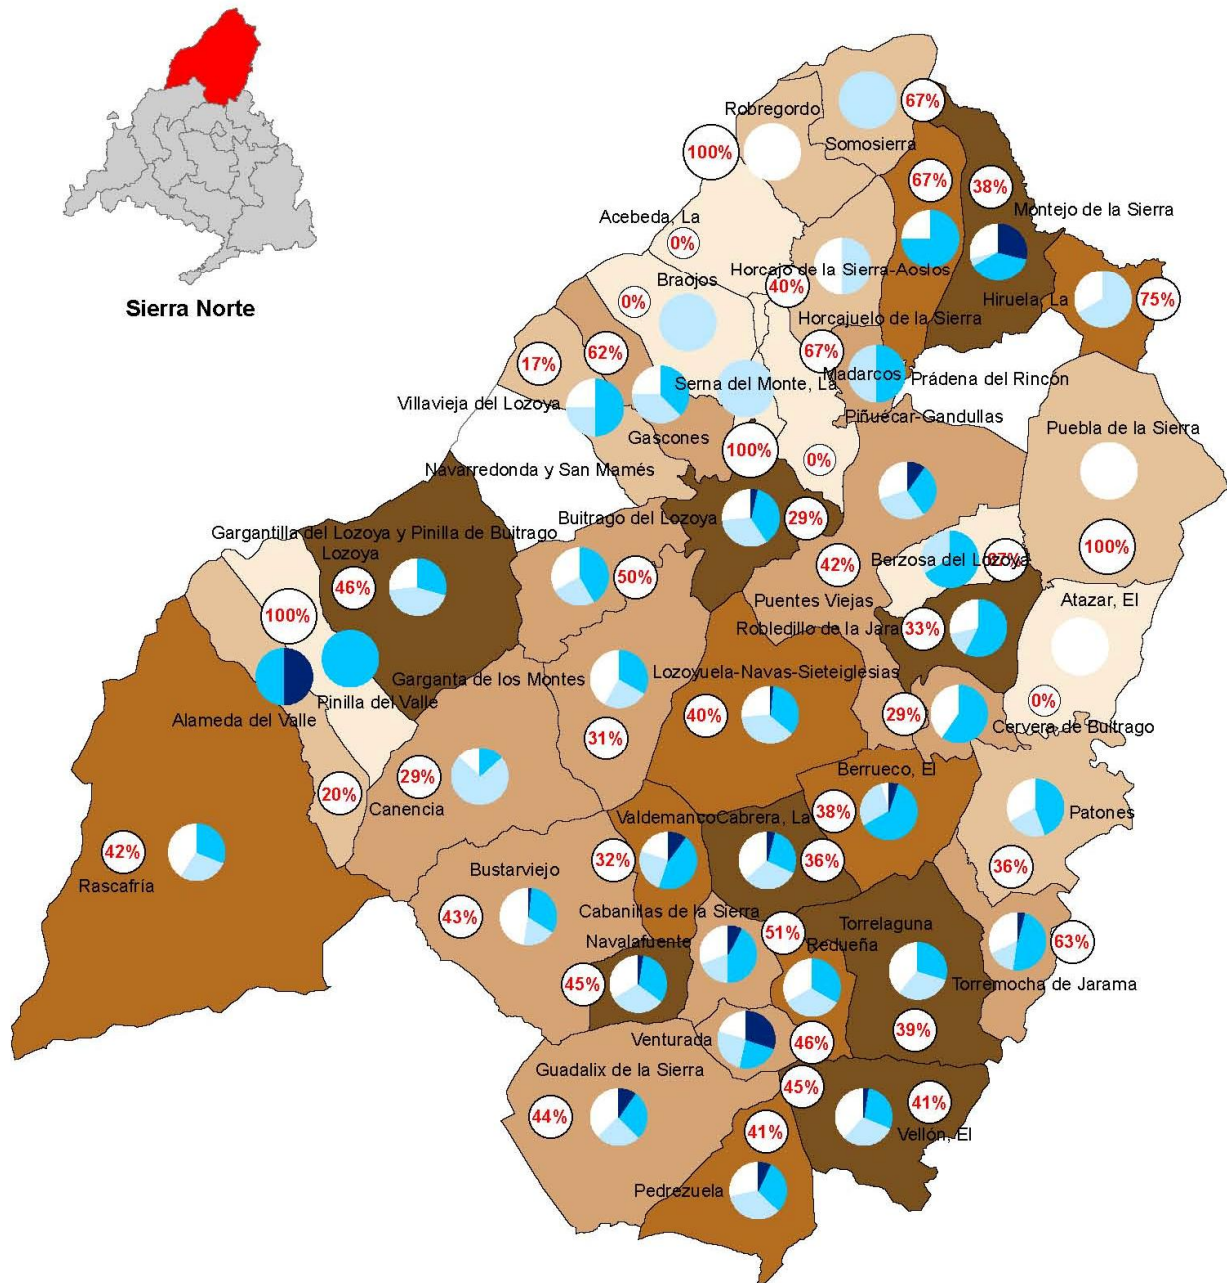 Robregordo
67%
Somosierra
100%
67%
38%
Acebeda, La
Montejo de la Sierra
0%
Horcajo de la Sierra-Aoslos
Braojos
40%
Hiruela, La
75%
0%
Sierra Norte
Horcajuelo de la Sierra
67%
62%
17%
Serna del Monte, La
Madarcos
Prádena del Rincón
Villavieja del Lozoya
Piñuécar-Gandullas
Puebla de la Sierra
Gascones
100%
0%
Navarredonda y San Mamés
Buitrago del Lozoya
29%
Gargantilla del Lozoya y Pinilla de Buitrago
Lozoya
100%
Berzosa del Lozoya
67%
42%
50%
46%
Puentes Viejas
Atazar, El
100%
Robledillo de la Jara
33%
Garganta de los Montes
Lozoyuela-Navas-Sieteiglesias
Pinilla del Valle
0%
Alameda del Valle
40%
29%
Cervera de Buitrago
31%
Berrueco, El
29%
20%
Canencia
38%
Patones
Valdemanco
Cabrera, La
42%
32%
36%
36%
Rascafría
Bustarviejo
43%
Cabanillas de la Sierra
51%
Torrelaguna
Redueña
63%
Navalafuente
45%
Torremocha de Jarama
39%
Venturada
46%
Guadalix de la Sierra
45%
44%
41%
41%
Vellón, El
Pedrezuela